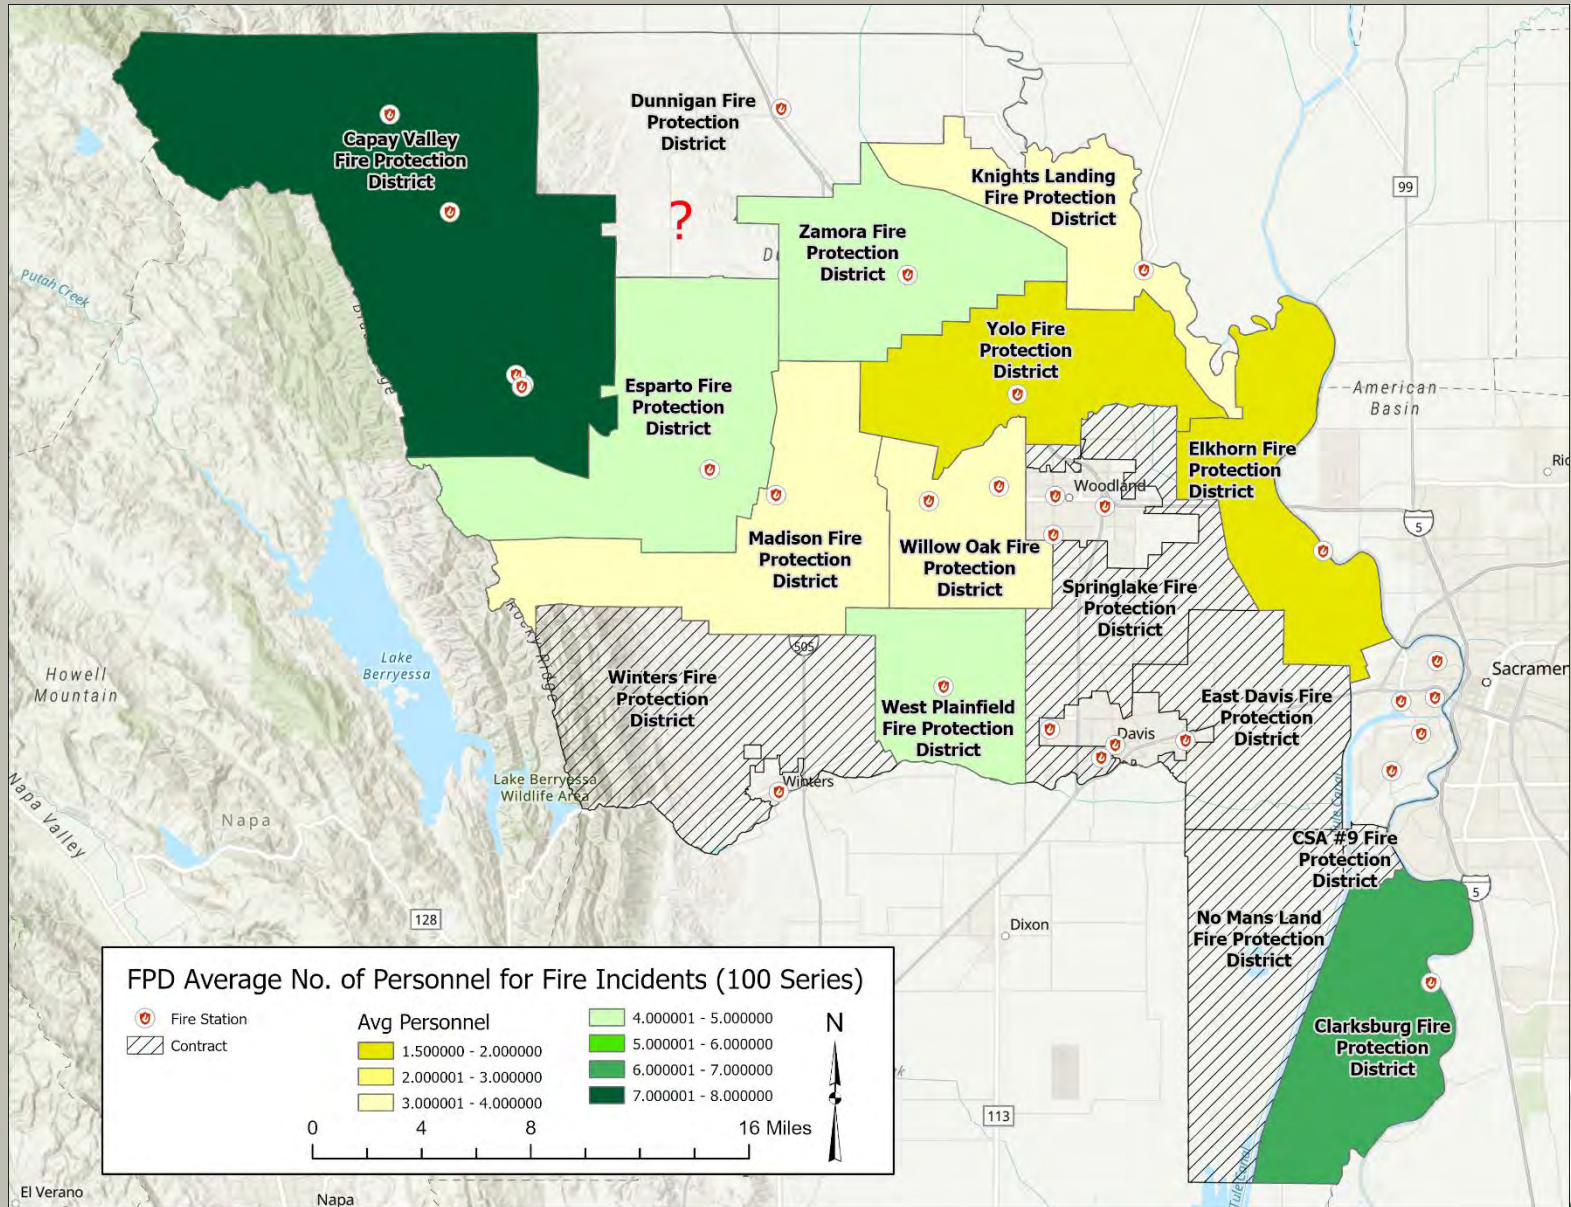 Dunnigan Fire
Protection
District
Capay Valley
Fire Protection
District
Knights Landing
Fire Protection
District
99
?
Zamora Fire
Protection
District
Putah Creek
Yolo Fire
Protection
District
Esparto Fire
Protection
District
American
Basin
Elkhorn Fire
Protection
District
Woodland
5
Madison Fire
Protection
District
Willow Oak Fire
Protection
District
Springlake Fire
Protection
District
Rocky Ridge
505
Lake
Berryessa
Howell
Mountain
Winters Fire
Protection
District
Sacramen
West Plainfield
Fire Protection
District
East Davis Fire
Protection
District
Davis
Lake Berryessa
Wildlife Area
Winters
Napa Valley
Napa
CSA #9 Fire
Protection
District
5
128
Dixon
No Mans Land
Fire Protection
District
Clarksburg Fire
Protection
District
113
Tule Canal
El Verano
Napa
FPD Average No. of Personnel for Fire Incidents (100 Series)
Fire Station
Contract
Avg Personnel
1.500000 - 2.000000
2.000001 - 3.000000
3.000001 - 4.000000
4.000001 - 5.000000
5.000001 - 6.000000
6.000001 - 7.000000
7.000001 - 8.000000
N
0 4 8 16 Miles